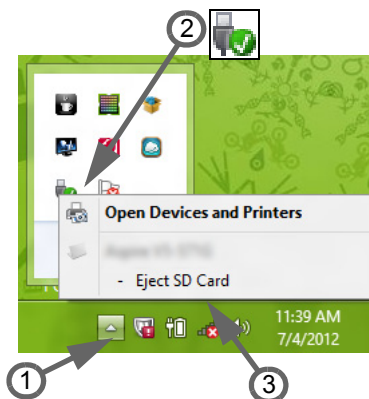 2
Open Devices and Printers
- Eject SD Card
11:39 AM
7/4/2012
1
3